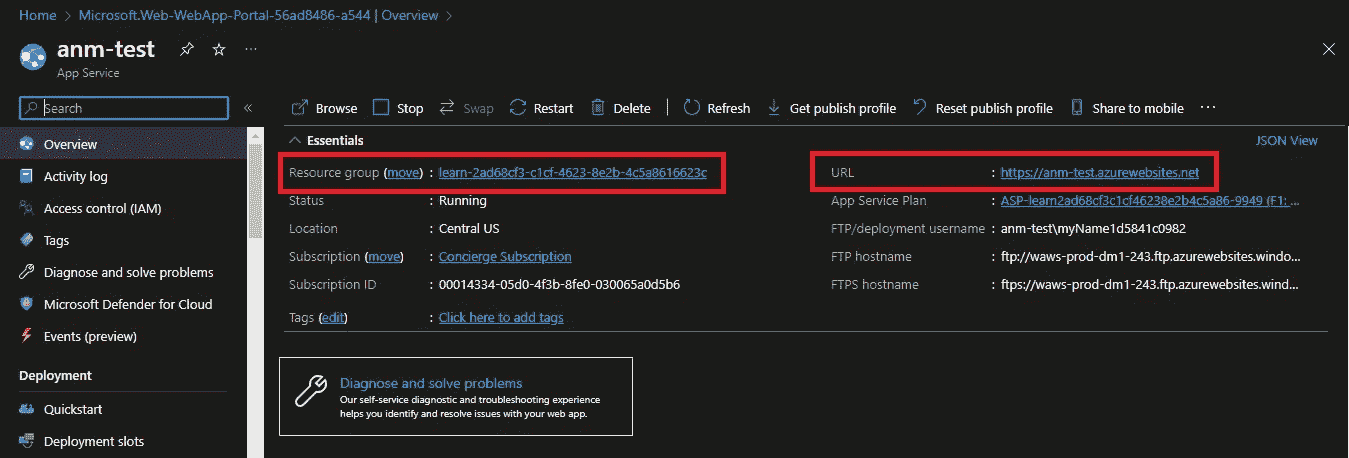 Home > Microsoft.Web-WebApp-Portal-56ad8486-a544 | Overview >
anm-test
App Service
Search
Browse Stop Swap Restart Delete Refresh Get publish profile Reset publish profile Share to mobile
Overview
Activity log
Access control (IAM)
Tags
Diagnose and solve problems
Microsoft Defender for Cloud
Events (preview)
Deployment
Quickstart
Deployment slots
Essentials
JSON View
Resource group (move) : learn-2ad68cf3-c1cf-4623-8e2b-4c5a8616623c
Status : Running
Location : Central US
Subscription (move) : Concierge Subscription
Subscription ID : 00014334-05d0-4f3b-8fe0-030065a0d5b6
Tags (edit) : Click here to add tags
URL : https://anm-test.azurewebsites.net
App Service Plan : ASP-learn2ad68cf3c1cf46238e2b4c5a86-9949 (F1: ...
FTP/deployment username : anm-test\myName1d5841c0982
FTP hostname : ftp://waws-prod-dm1-243.ftp.azurewebsites.windo...
FTPS hostname : ftps://waws-prod-dm1-243.ftp.azurewebsites.wind...
Diagnose and solve problems
Our self-service diagnostic and troubleshooting experience
helps you identify and resolve issues with your web app.